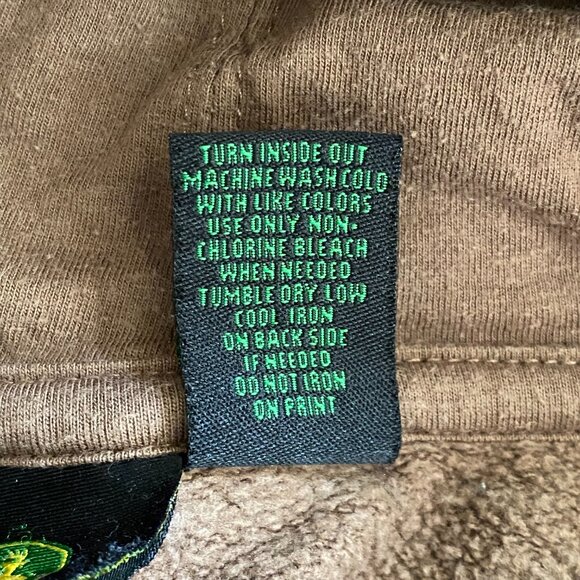 TURN INSIDE OUT
MACHINE WASH COLD
WITH LIKE COLORS
USE ONLY NON-
CHLORINE BLEACH
WHEN NEEDED
TUMBLE DRY LOW
COOL IRON
ON BACK SIDE
IF NEEDED
DO NOT IRON
ON PRINT